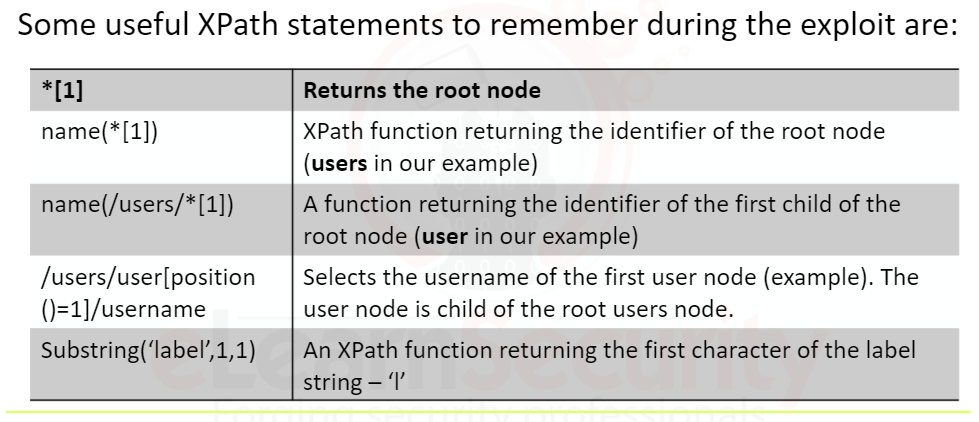 Some useful XPath statements to remember during the exploit are:
*[1]
Returns the root node
name(*[1])
XPath function returning the identifier of the root node
(users in our example)
name(/users/*[1])
A function returning the identifier of the first child of the
root node (user in our example)
/users/user[position
()=1]/username
Selects the username of the first user node (example). The
user node is child of the root users node.
Substring(‘label’,1,1)
An XPath function returning the first character of the label
string – ‘l’
eLearnSecurity
Forging security professionals